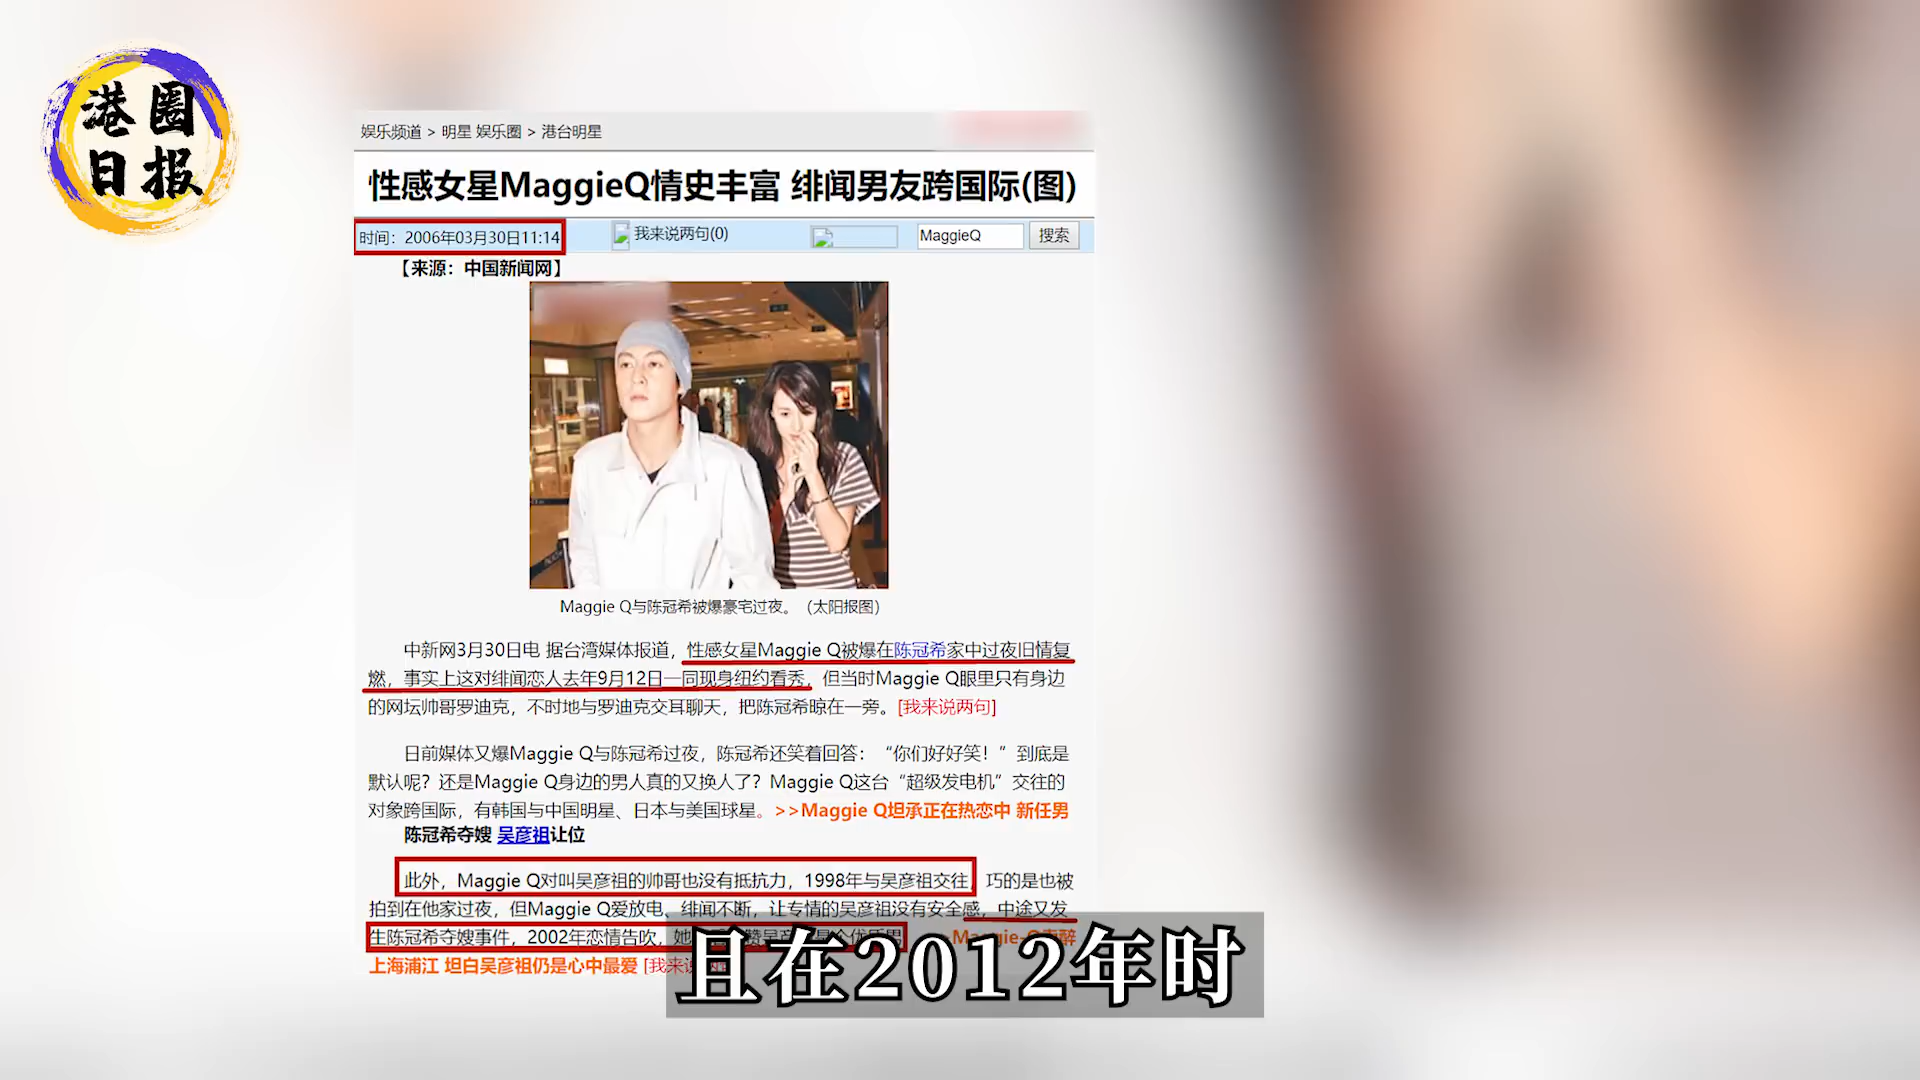 港圈
日报
娱乐频道 > 明星 娱乐圈 > 港台明星
性感女星MaggieQ情史丰富 绯闻男友跨国际(图)
时间：2006年03月30日11:14
我来说两句(0)
MaggieQ
搜索
【来源：中国新闻网】
Maggie Q与陈冠希被爆豪宅过夜。（太阳报图）
中新网3月30日电 据台湾媒体报道，性感女星Maggie Q被爆在陈冠希家中过夜旧情复
燃，事实上这对绯闻恋人去年9月12日一同现身纽约看秀，但当时Maggie Q眼里只有身边
的网坛帅哥罗迪克，不时地与罗迪克交耳聊天，把陈冠希晾在一旁。[我来说两句]
日前媒体又爆Maggie Q与陈冠希过夜，陈冠希还笑着回答：“你们好好笑！”到底是
默认呢？还是Maggie Q身边的男人真的又换人了？Maggie Q这台“超级发电机”交往的
对象跨国际，有韩国与中国明星、日本与美国球星。>>Maggie Q坦承正在热恋中 新任男
陈冠希夺嫂 吴彦祖让位
此外，Maggie Q对叫吴彦祖的帅哥也没有抵抗力，1998年与吴彦祖交往，巧的是也被
拍到在他家过夜，但Maggie Q爱放电、绯闻不断，让专情的吴彦祖没有安全感，中途又发
生陈冠希夺嫂事件，2002年恋情告吹，她
上海浦江 坦白吴彦祖仍是心中最爱 [我来说
且在2012年时